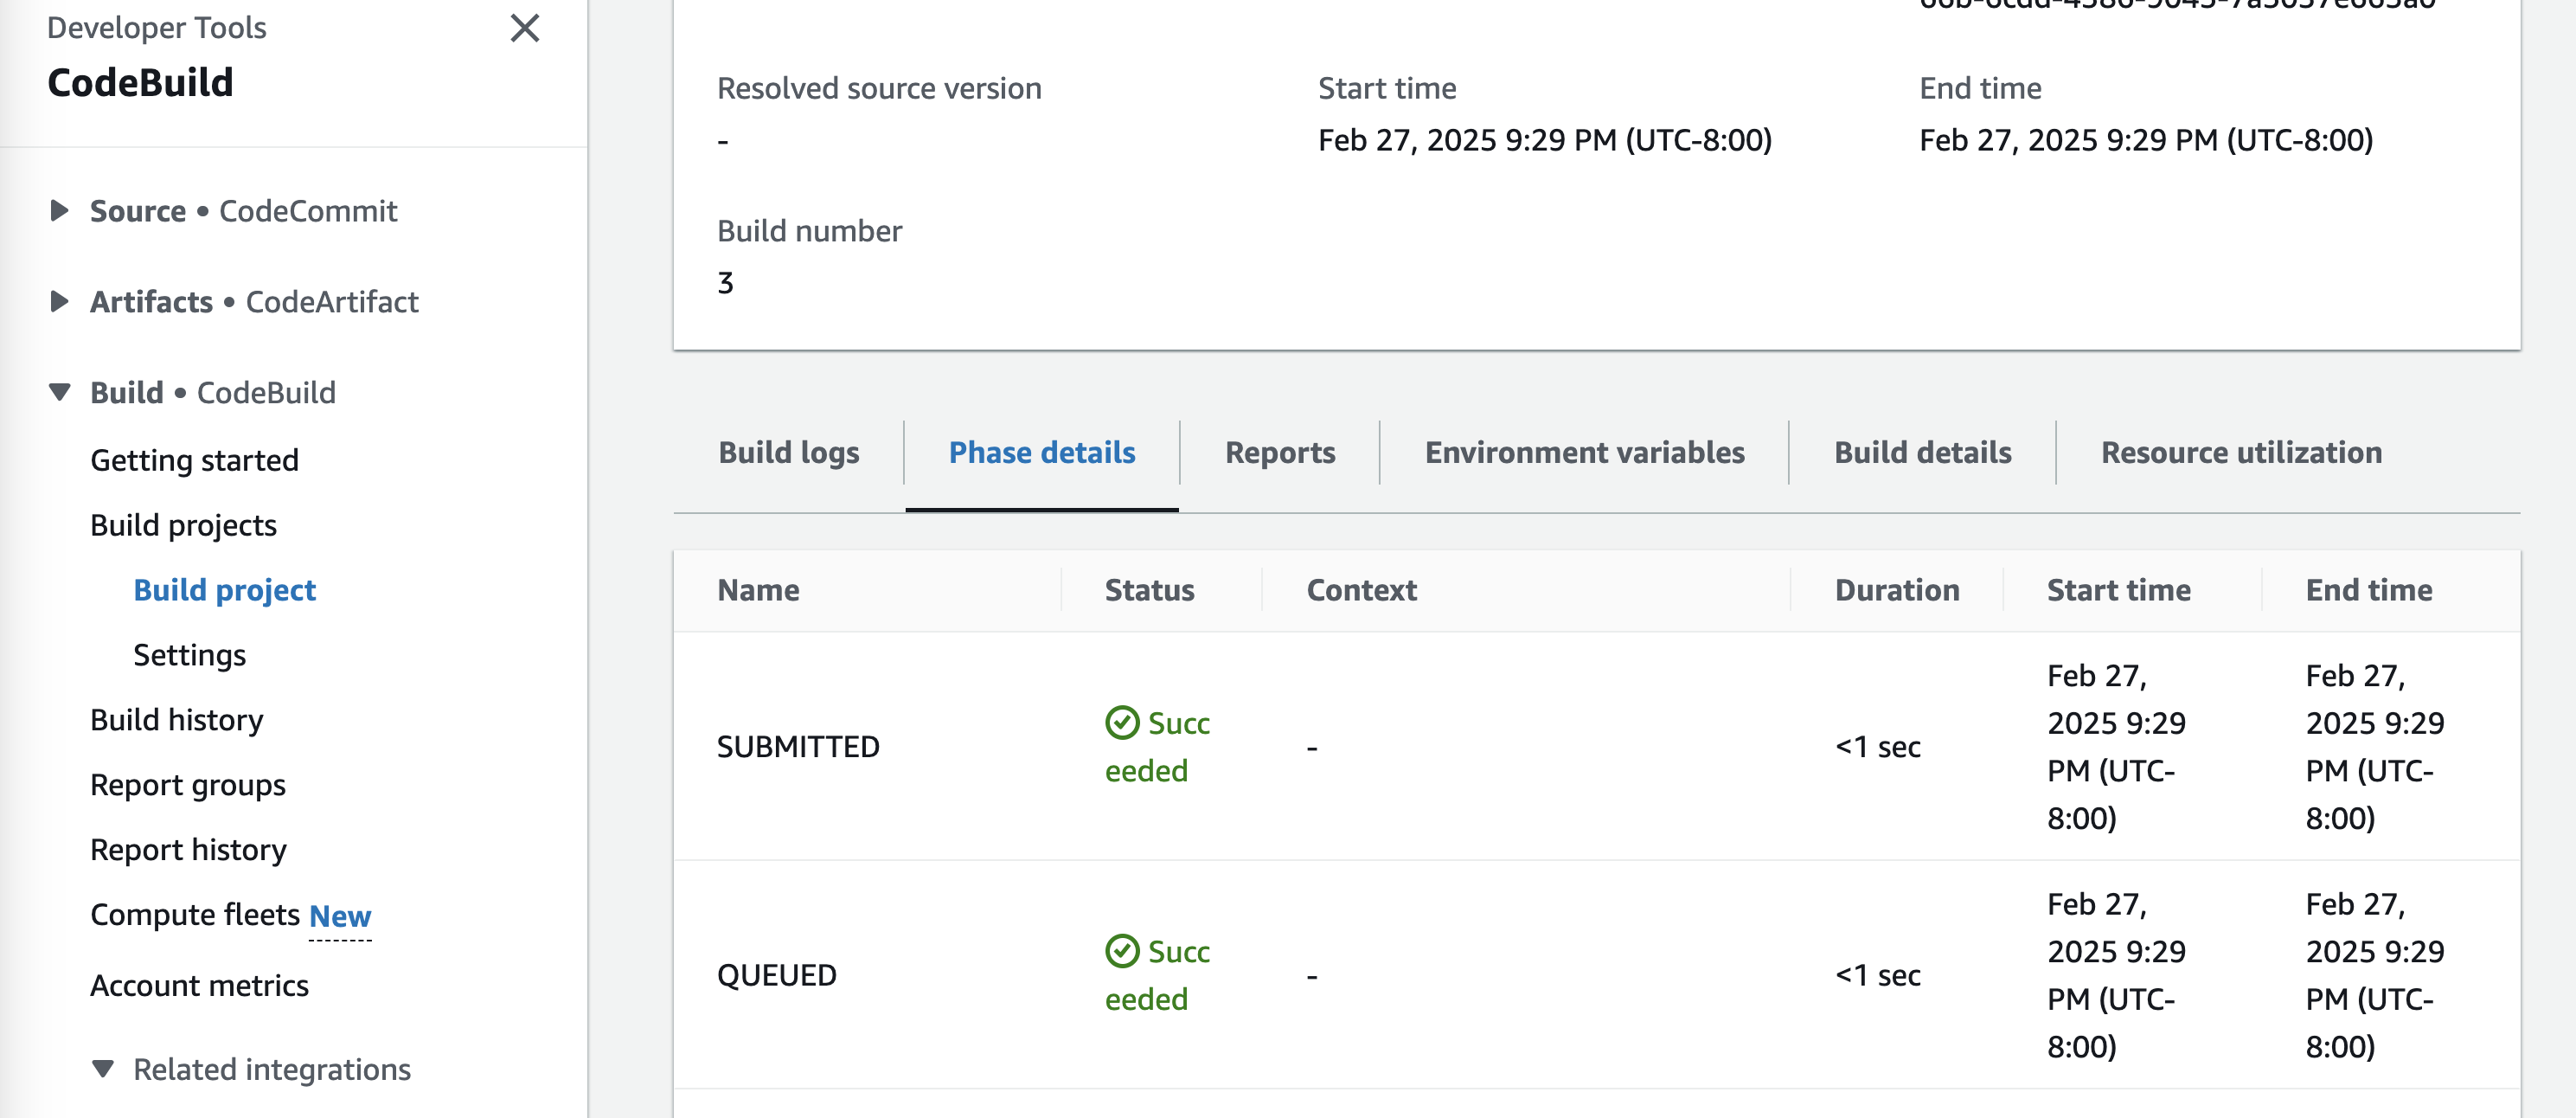 Developer Tools
CodeBuild
Source • CodeCommit
Artifacts • CodeArtifact
Build • CodeBuild
Getting started
Build projects
Build project
Settings
Build history
Report groups
Report history
Compute fleets New
Account metrics
Related integrations
Resolved source version
-
Start time
Feb 27, 2025 9:29 PM (UTC-8:00)
End time
Feb 27, 2025 9:29 PM (UTC-8:00)
Build number
3
Build logs
Phase details
Reports
Environment variables
Build details
Resource utilization
Name
Status
Context
Duration
Start time
End time
SUBMITTED
Succ
eeded
-
<1 sec
Feb 27,
2025 9:29
PM (UTC-
8:00)
Feb 27,
2025 9:29
PM (UTC-
8:00)
QUEUED
Succ
eeded
-
<1 sec
Feb 27,
2025 9:29
PM (UTC-
8:00)
Feb 27,
2025 9:29
PM (UTC-
8:00)